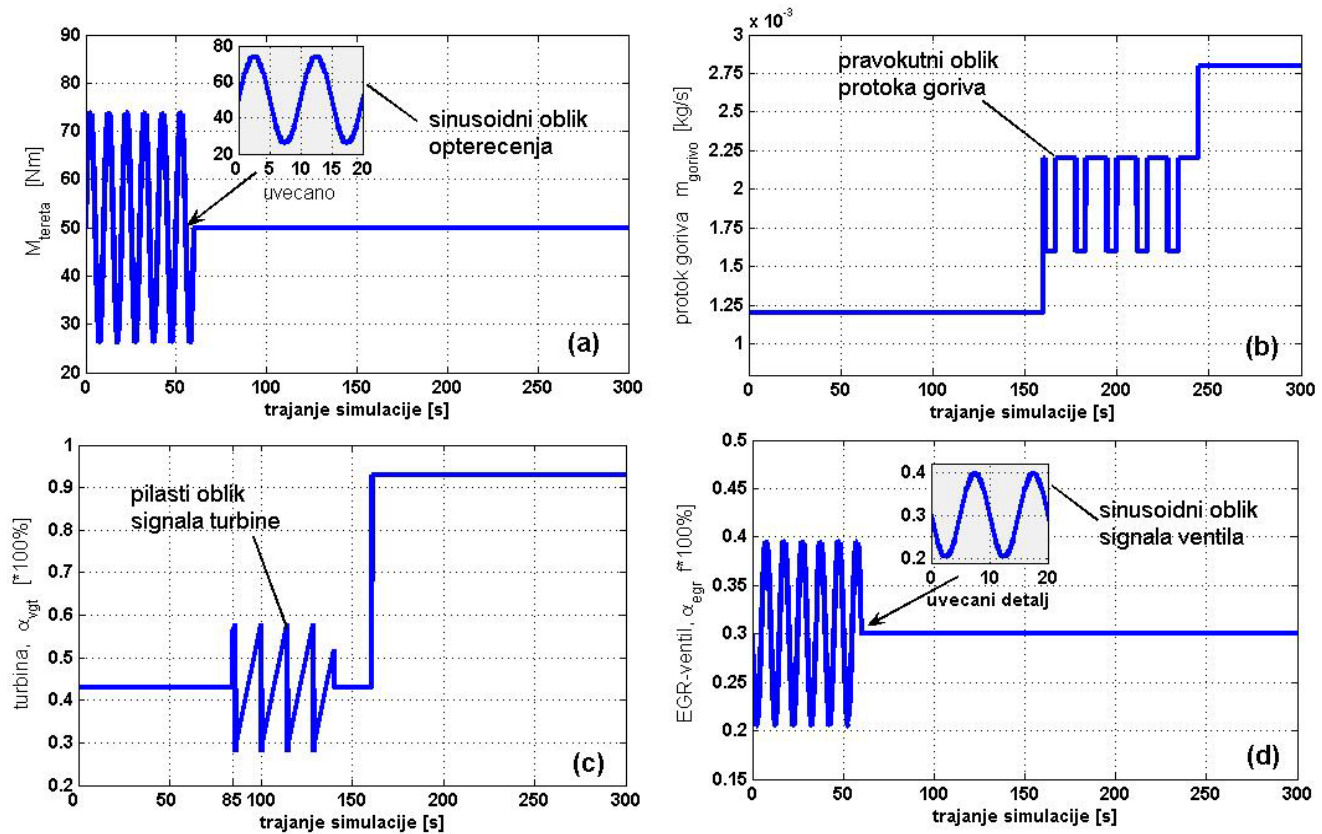 90
80
70
60
50
40
30
20
M_tereta [Nm]
80
60
40
20
0 5 10 15 20
uvecano
sinusoidni oblik
opterecenja
(a)
0 50 100 150 200 250 300
trajanje simulacije [s]
x 10^-3
3
2.75
2.5
2.25
2
1.75
1.5
1.25
1
protok goriva m_gorivo [kg/s]
pravokutni oblik
protoka goriva
(b)
0 50 100 150 200 250 300
trajanje simulacije [s]
1
0.9
0.8
0.7
0.6
0.5
0.4
0.3
0.2
turbina, α_vgt [*100%]
pilasti oblik
signala turbine
(c)
0 50 85 100 150 200 250 300
trajanje simulacije [s]
0.5
0.45
0.4
0.35
0.3
0.25
0.2
0.15
EGR-ventil, α_egr f*100%]
0.4
0.3
0.2
0 10 20
uvecani detalj
sinusoidni oblik
signala ventila
(d)
0 50 100 150 200 250 300
trajanje simulacije [s]